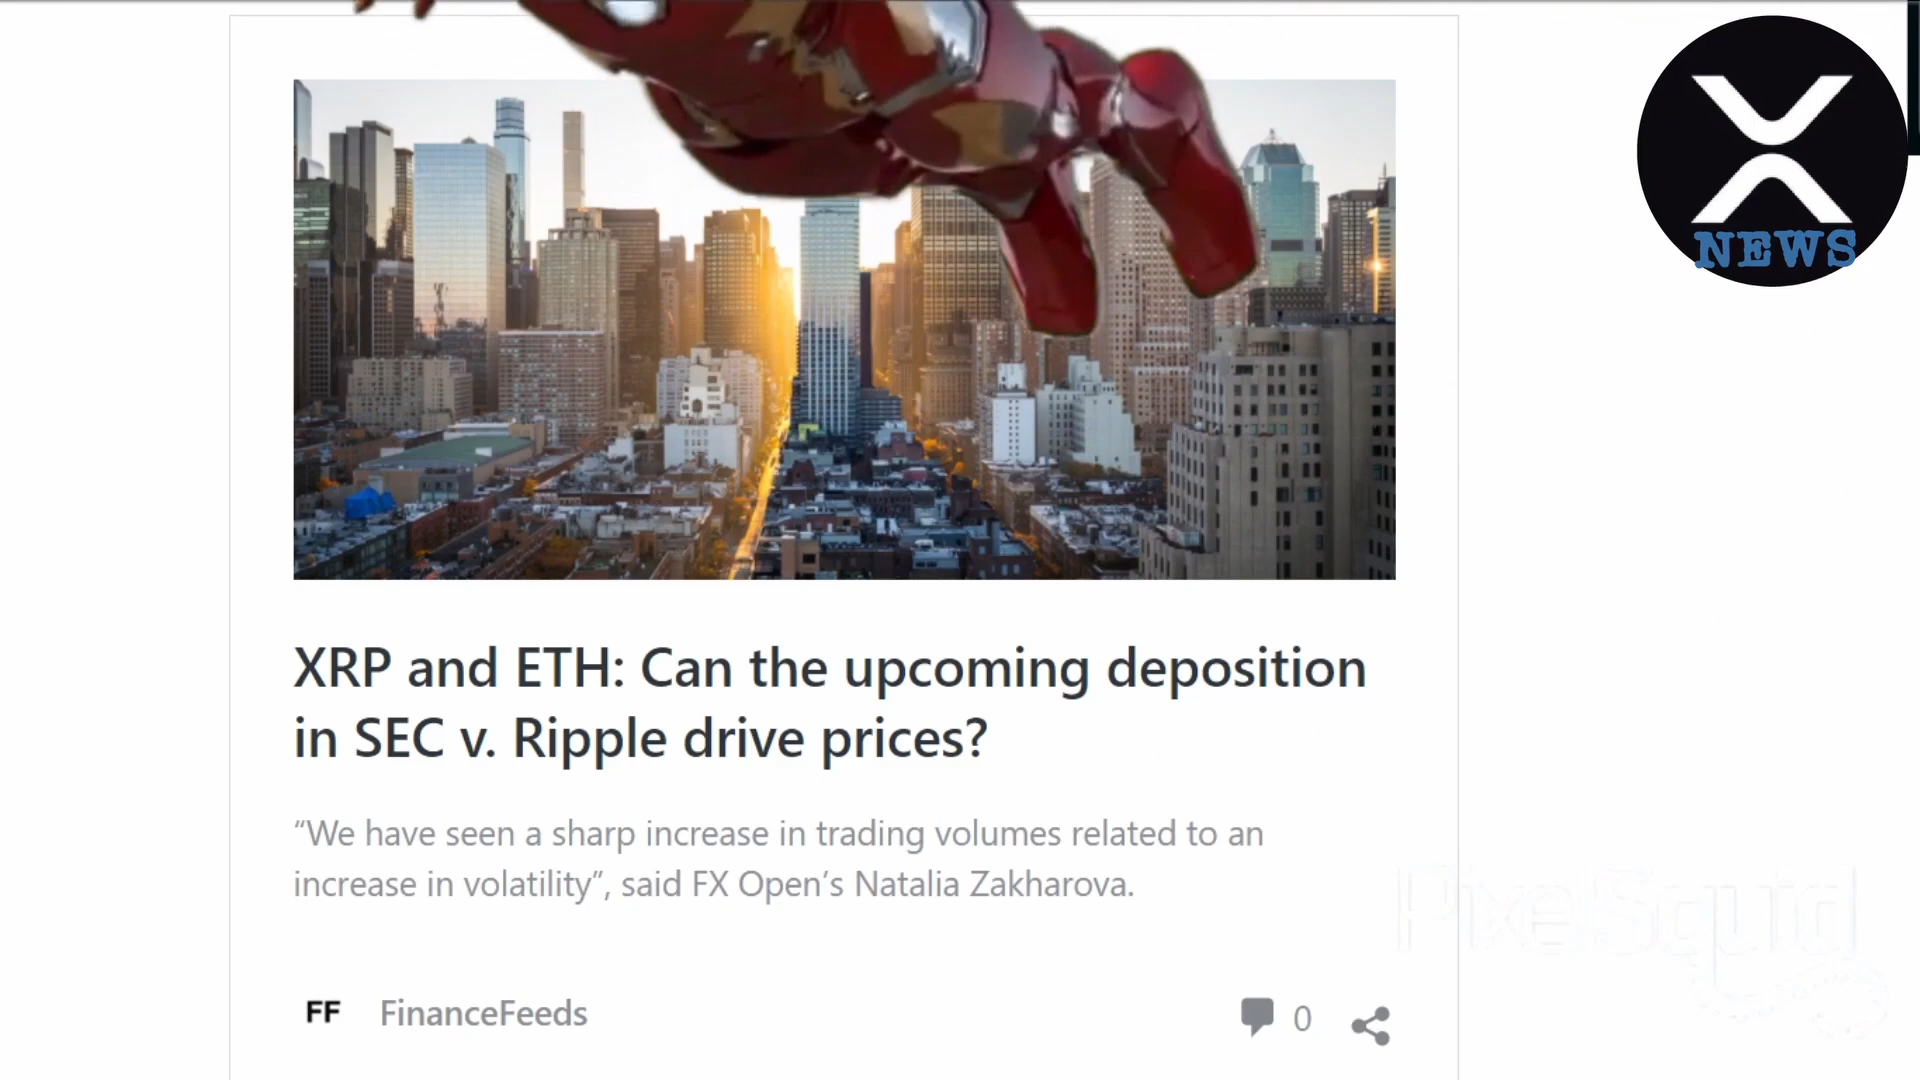 NEWS
XRP and ETH: Can the upcoming deposition
in SEC v. Ripple drive prices?
“We have seen a sharp increase in trading volumes related to an
increase in volatility”, said FX Open’s Natalia Zakharova.
FF FinanceFeeds
0
PixelSquid